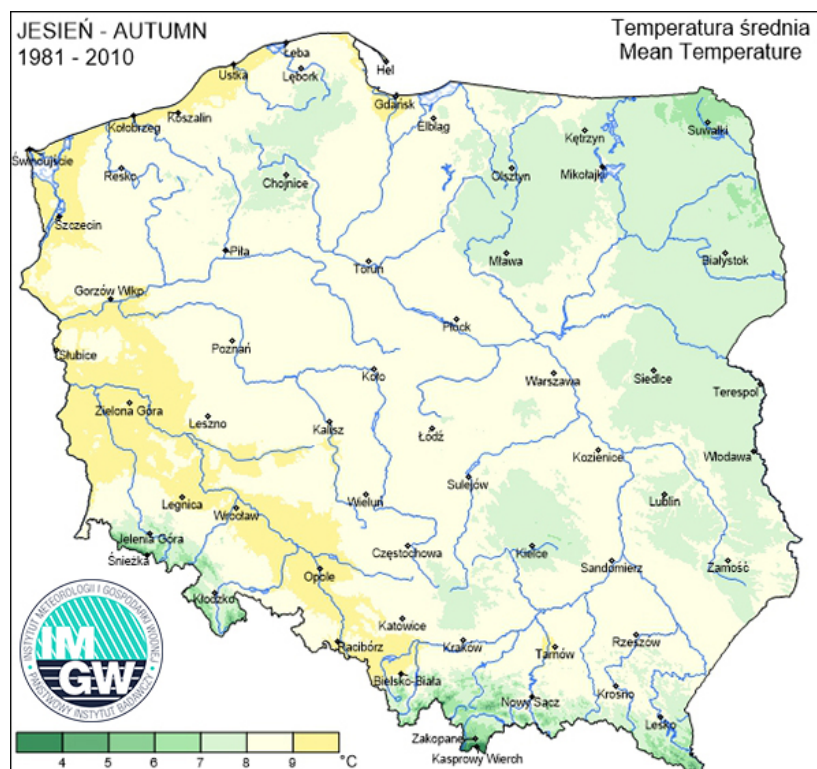 JESIEŃ - AUTUMN
1981 - 2010
Temperatura średnia
Mean Temperature
Łeba
Hel
Ustka
Lębork
Gdańsk
Koszalin
Kołobrzeg
Elbląg
Suwałki
Kętrzyn
Świnoujście
Resko
Chojnice
Olsztyn
Mikołajki
Szczecin
Piła
Toruń
Mława
Białystok
Gorzów Wlkp
Płock
Słubice
Poznań
Koło
Warszawa
Siedlce
Terespol
Zielona Góra
Leszno
Kalisz
Łódź
Kozienice
Włodawa
Sulejów
Legnica
Wrocław
Wieluń
Lublin
Jelenia Góra
Śnieżka
Częstochowa
Kielce
Sandomierz
Zamość
Opole
Kłodzko
Katowice
Racibórz
Kraków
Tarnów
Rzeszów
Bielsko-Biała
Nowy Sącz
Krosno
Lesko
Zakopane
Kasprowy Wierch
INSTYTUT METEOROLOGII I GOSPODARKI WODNEJ
IM
GW
PAŃSTWOWY INSTYTUT BADAWCZY
4 5 6 7 8 9 °C